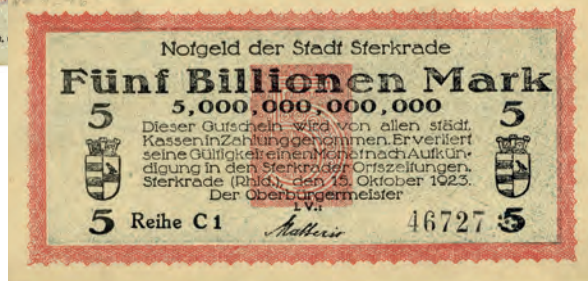 Notgeld der Stadt Sterkrade
Fünf Billionen Mark
5 5,000,000,000,000 5
Dieser Gutschein wird von allen städt.
Kassen in Zahlung genommen. Er verliert
seine Gültigkeit einen Monat nach Aufkün-
digung in den Sterkrader Ortszeitungen.
Sterkrade (Rhld.), den 15. Oktober 1923.
Der Oberbürgermeister
I.V.:
5 Reihe C1 46727 5